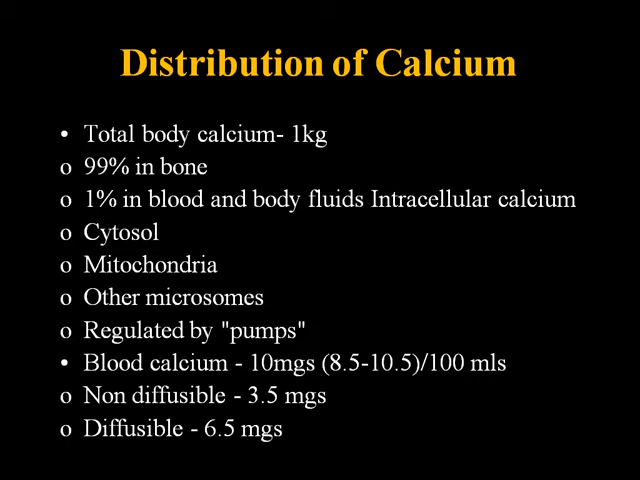 Distribution of Calcium
• Total body calcium- 1kg
o 99% in bone
o 1% in blood and body fluids Intracellular calcium
o Cytosol
o Mitochondria
o Other microsomes
o Regulated by "pumps"
• Blood calcium - 10mgs (8.5-10.5)/100 mls
o Non diffusible - 3.5 mgs
o Diffusible - 6.5 mgs